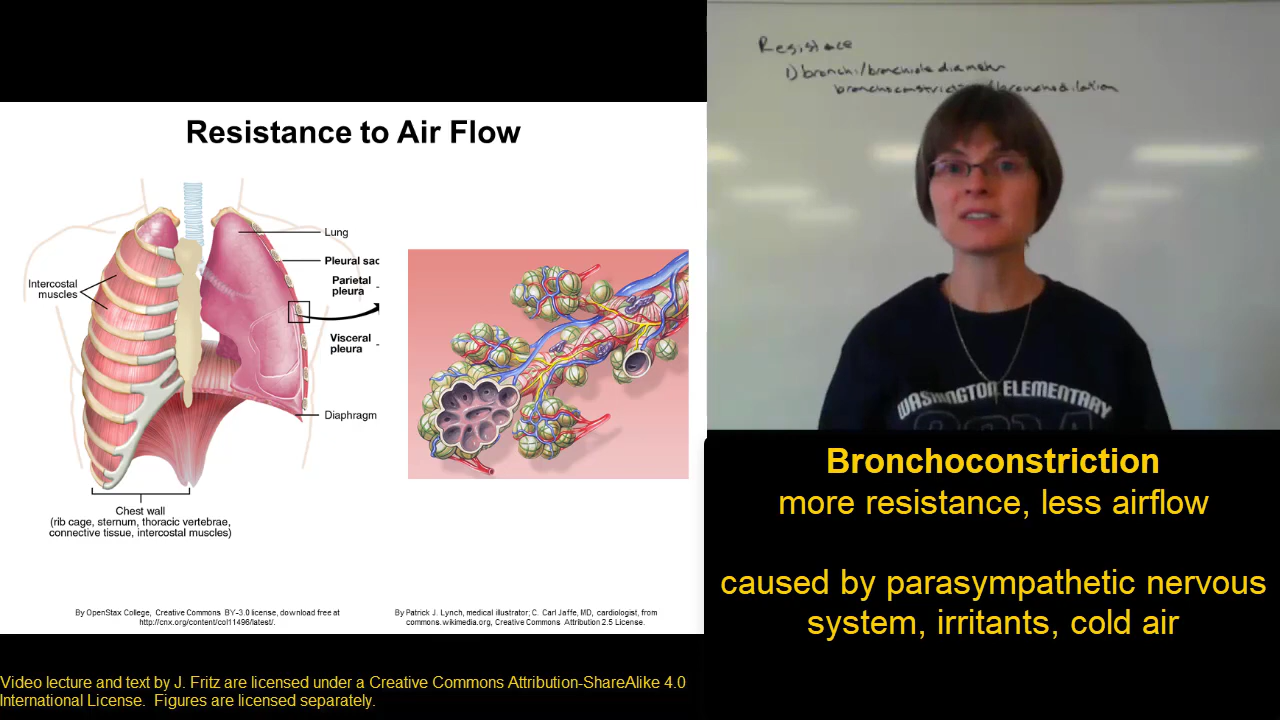 Resistance to Air Flow
Lung
Pleural sac
Parietal
pleura
Intercostal
muscles
Visceral
pleura
Diaphragm
Chest wall
(rib cage, sternum, thoracic vertebrae,
connective tissue, intercostal muscles)
By OpenStax College, Creative Commons BY-3.0 license, download free at
http://cnx.org/content/col11496/latest/.
By Patrick J. Lynch, medical illustrator; C. Carl Jaffe, MD, cardiologist, from
commons.wikimedia.org, Creative Commons Attribution 2.5 License.
Resistance
1) bronchi/bronchiole diameter
/bronchodilation
WASHINGTON ELEMENTARY
Bronchoconstriction
more resistance, less airflow
caused by parasympathetic nervous
system, irritants, cold air
Video lecture and text by J. Fritz are licensed under a Creative Commons Attribution-ShareAlike 4.0
International License. Figures are licensed separately.